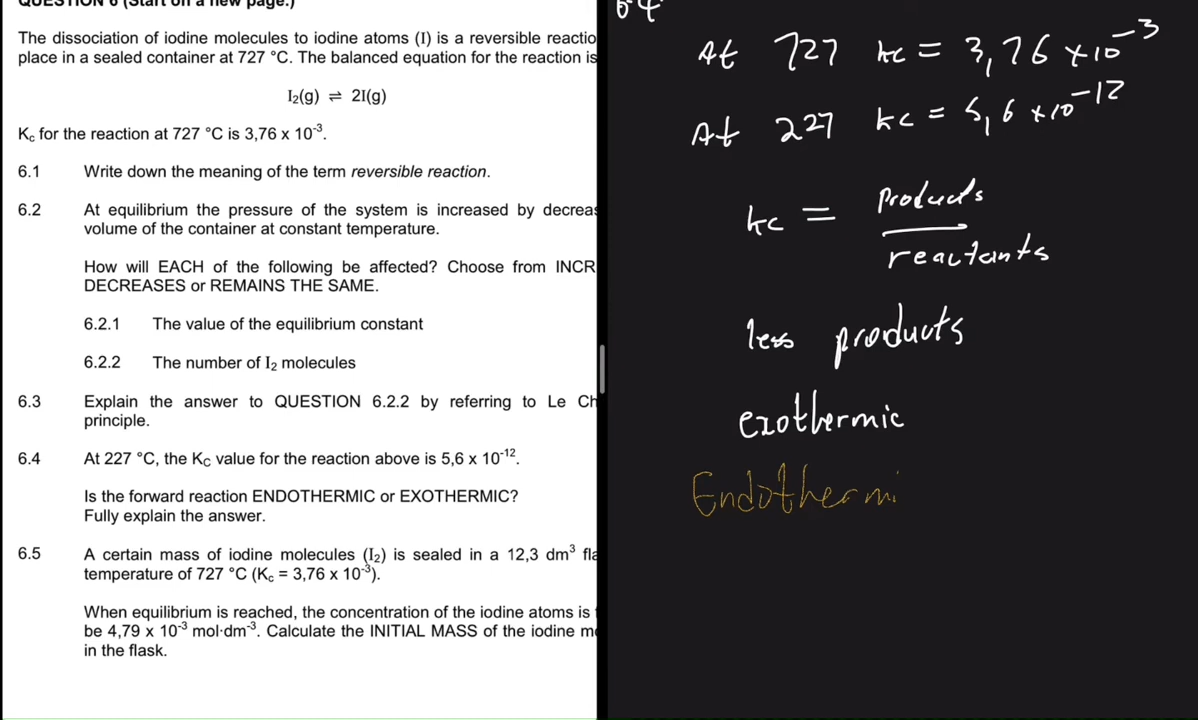 QUESTION 6 (Start on a new page.)
The dissociation of iodine molecules to iodine atoms (I) is a reversible reactio
place in a sealed container at 727 °C. The balanced equation for the reaction is
I₂(g) ⇌ 2I(g)
Kc for the reaction at 727 °C is 3,76 x 10⁻³.
6.1 Write down the meaning of the term reversible reaction.
6.2 At equilibrium the pressure of the system is increased by decreas
volume of the container at constant temperature.
How will EACH of the following be affected? Choose from INCR
DECREASES or REMAINS THE SAME.
6.2.1 The value of the equilibrium constant
6.2.2 The number of I₂ molecules
6.3 Explain the answer to QUESTION 6.2.2 by referring to Le Ch
principle.
6.4 At 227 °C, the KC value for the reaction above is 5,6 x 10⁻¹².
Is the forward reaction ENDOTHERMIC or EXOTHERMIC?
Fully explain the answer.
6.5 A certain mass of iodine molecules (I₂) is sealed in a 12,3 dm³ fla
temperature of 727 °C (Kc = 3,76 x 10⁻³).
When equilibrium is reached, the concentration of the iodine atoms is
be 4,79 x 10⁻³ mol·dm⁻³. Calculate the INITIAL MASS of the iodine m
in the flask.
6.4
At 727 kc = 3,76 x10⁻³
At 227 kc = 5,6 x10⁻¹²
kc = products
reactants
less products
exothermic
Endothermi